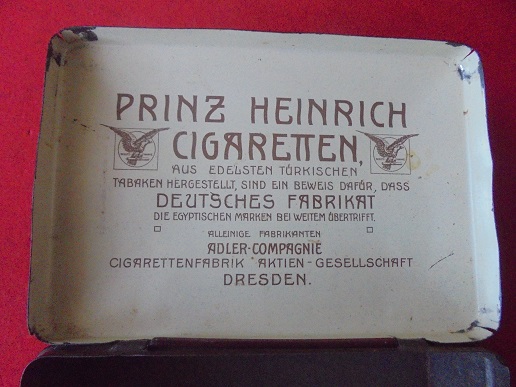 PRINZ HEINRICH
CIGARETTEN,
AUS EDELSTEN TÜRKISCHEN
TABAKEN HERGESTELLT, SIND EIN BEWEIS DAFÜR, DASS
DEUTSCHES FABRIKAT
DIE EGYPTISCHEN MARKEN BEI WEITEM ÜBERTRIFFT.
ALLEINIGE FABRIKANTEN
ADLER-COMPAGNIE
CIGARETTENFABRIK AKTIEN-GESELLSCHAFT
DRESDEN.